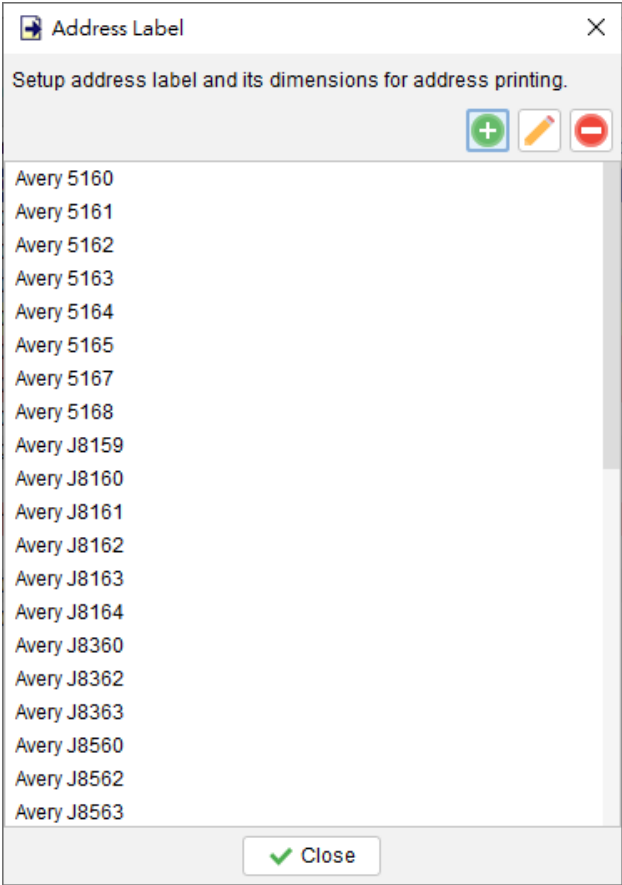 Address Label
Setup address label and its dimensions for address printing.
Avery 5160
Avery 5161
Avery 5162
Avery 5163
Avery 5164
Avery 5165
Avery 5167
Avery 5168
Avery J8159
Avery J8160
Avery J8161
Avery J8162
Avery J8163
Avery J8164
Avery J8360
Avery J8362
Avery J8363
Avery J8560
Avery J8562
Avery J8563
Close